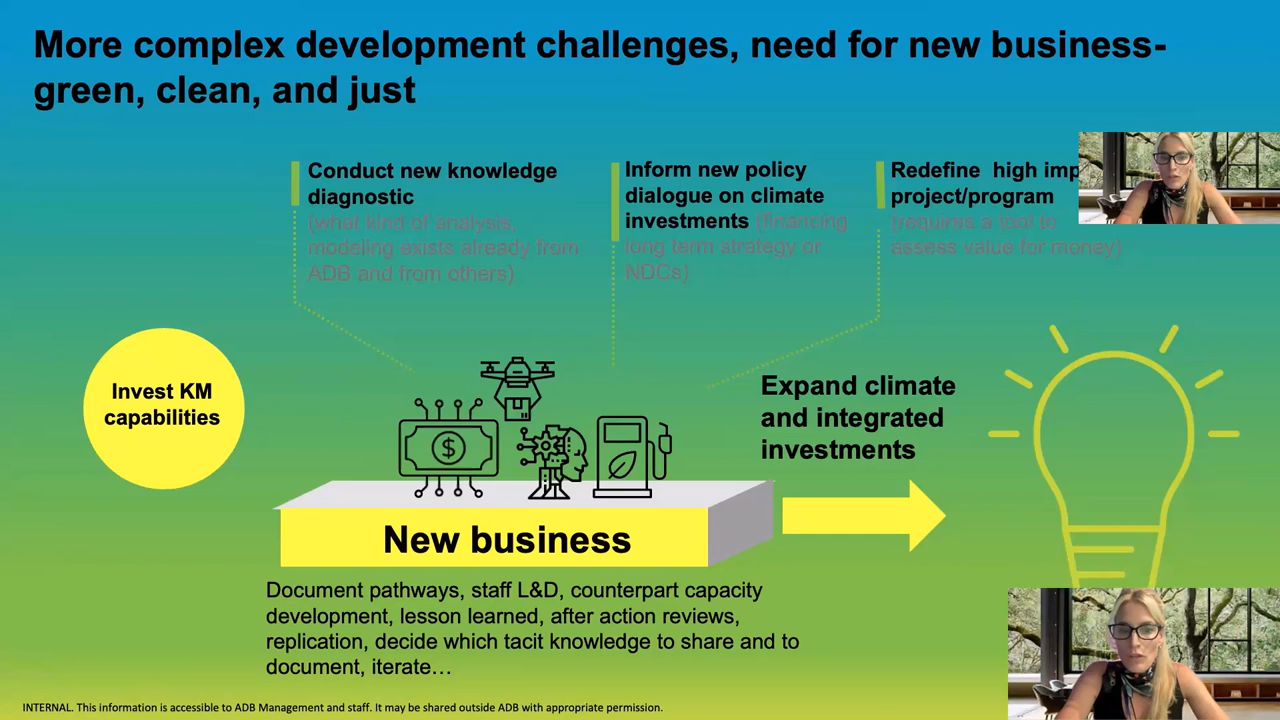 More complex development challenges, need for new business-
green, clean, and just
Conduct new knowledge
diagnostic
(what kind of analysis,
modeling exists already from
ADB and from others)
Inform new policy
dialogue on climate
investments (financing
long term strategy or
NDCs)
Redefine high imp
project/program
(requires a tool to
assess value for money)
Invest KM
capabilities
$
Expand climate
and integrated
investments
New business
Document pathways, staff L&D, counterpart capacity
development, lesson learned, after action reviews,
replication, decide which tacit knowledge to share and to
document, iterate…
INTERNAL. This information is accessible to ADB Management and staff. It may be shared outside ADB with appropriate permission.